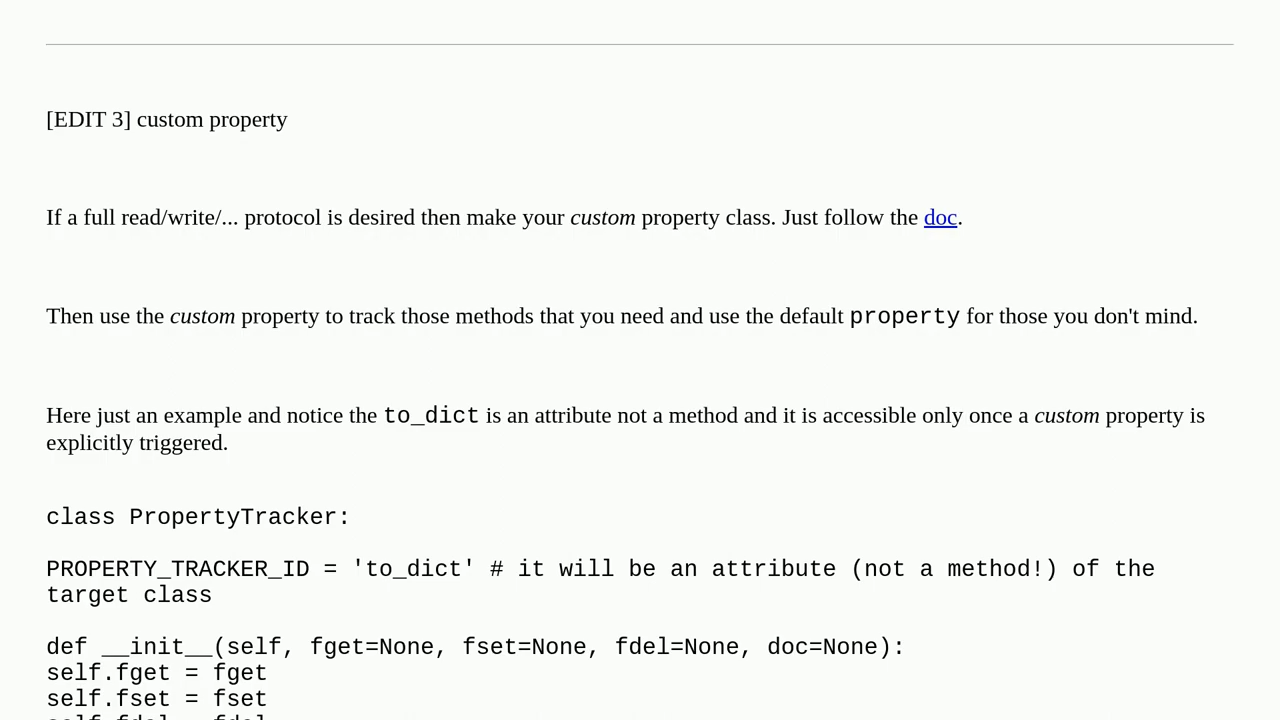 [EDIT 3] custom property
If a full read/write/... protocol is desired then make your custom property class. Just follow the doc.
Then use the custom property to track those methods that you need and use the default property for those you don't mind.
Here just an example and notice the to_dict is an attribute not a method and it is accessible only once a custom property is
explicitly triggered.
class PropertyTracker:
PROPERTY_TRACKER_ID = 'to_dict' # it will be an attribute (not a method!) of the
target class
def __init__(self, fget=None, fset=None, fdel=None, doc=None):
self.fget = fget
self.fset = fset
self.fdel = fdel